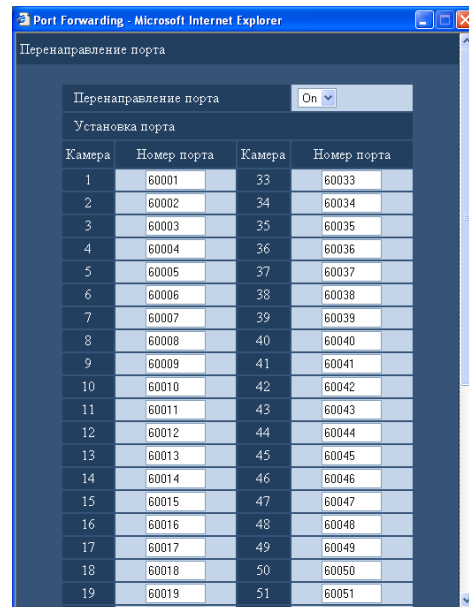 Port Forwarding - Microsoft Internet Explorer
Перенаправление порта
Перенаправление порта On
Установка порта
Камера Номер порта Камера Номер порта
1 60001 33 60033
2 60002 34 60034
3 60003 35 60035
4 60004 36 60036
5 60005 37 60037
6 60006 38 60038
7 60007 39 60039
8 60008 40 60040
9 60009 41 60041
10 60010 42 60042
11 60011 43 60043
12 60012 44 60044
13 60013 45 60045
14 60014 46 60046
15 60015 47 60047
16 60016 48 60048
17 60017 49 60049
18 60018 50 60050
19 60019 51 60051